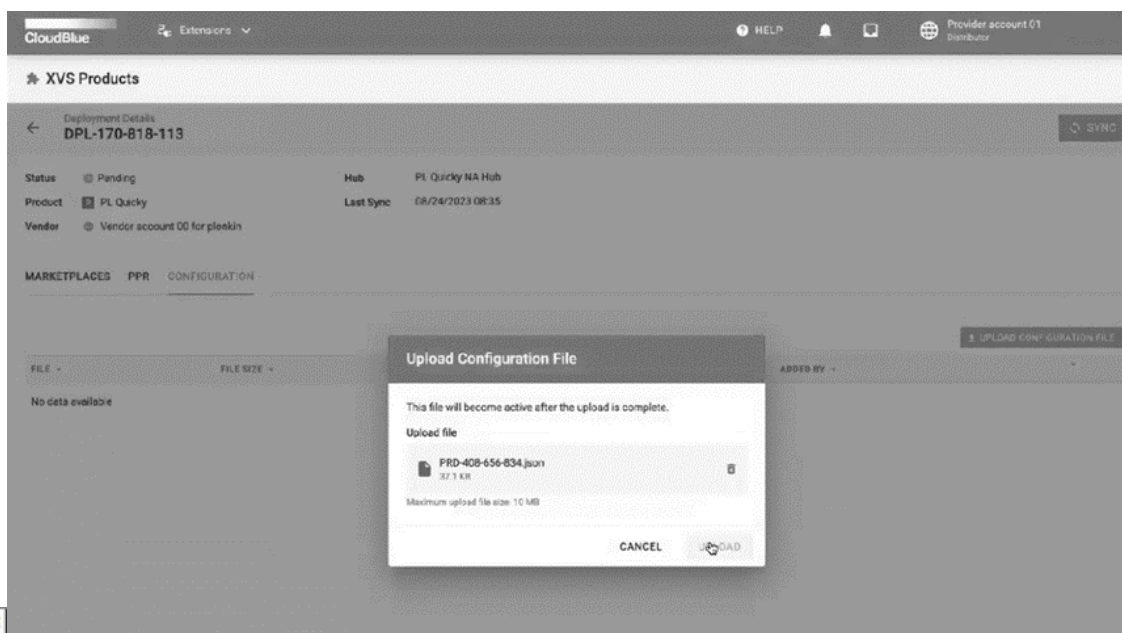 CloudBlue
Extensions
HELP
Provider account 01
Distributor
XVS Products
Deployment Details
DPL-170-818-113
SYNC
Status Pending Hub PL Quicky NA Hub
Product PL Quicky Last Sync 08/24/2023 08:35
Vendor Vendor account 00 for plonkin
MARKETPLACES PPR CONFIGURATION
UPLOAD CONFIGURATION FILE
FILE FILE SIZE ADDED BY
No data available
Upload Configuration File
This file will become active after the upload is complete.
Upload file
PRD-408-656-834.json
37.1 KB
Maximum upload file size: 10 MB
CANCEL UPLOAD